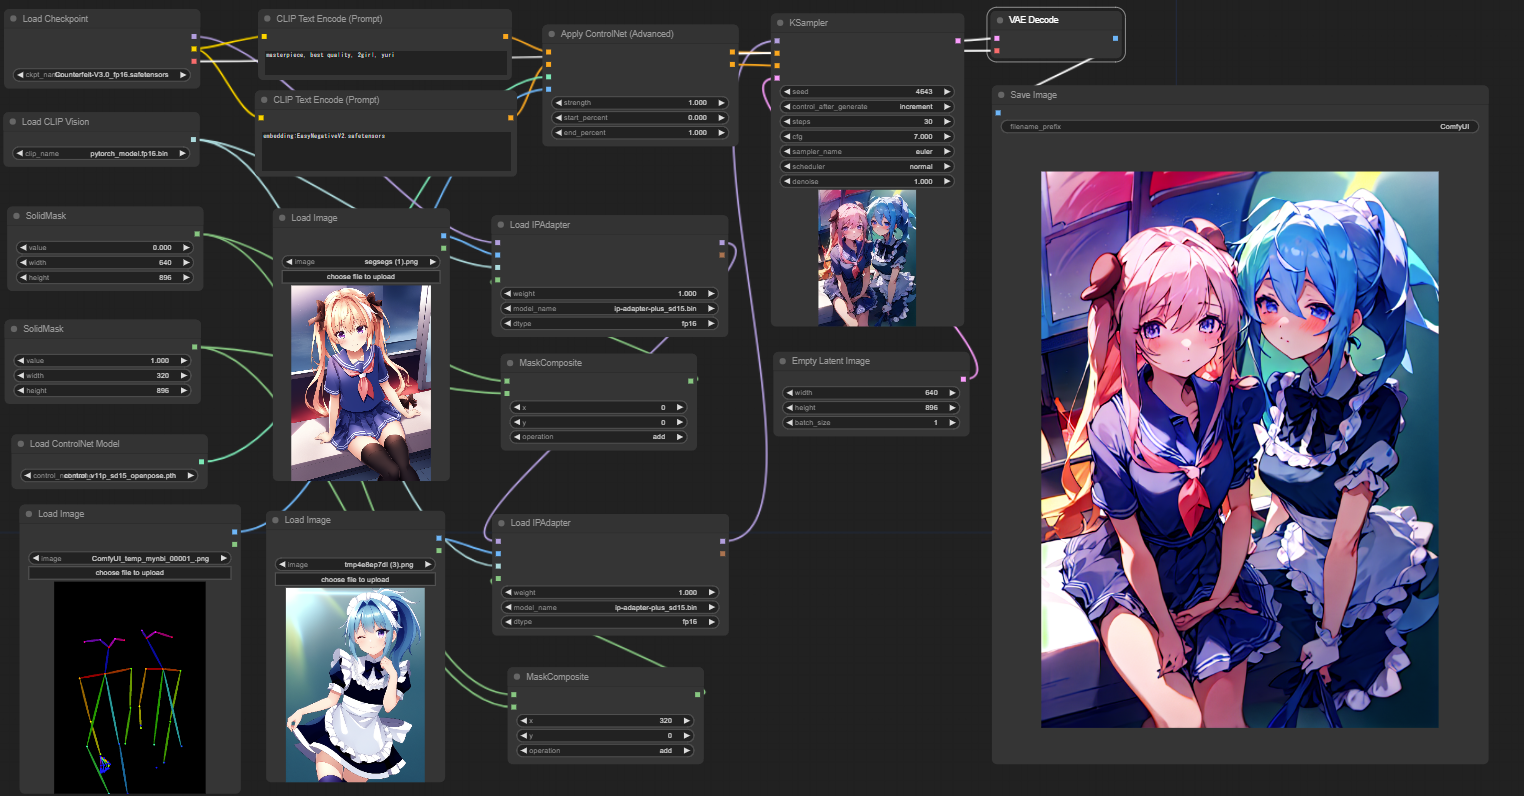 Load Checkpoint
ckpt_nam Counterfeit-V3.0_fp16.safetensors
CLIP Text Encode (Prompt)
masterpiece, best quality, 2girl, yuri
CLIP Text Encode (Prompt)
embedding:EasyNegativeV2.safetensors
Apply ControlNet (Advanced)
strength 1.000
start_percent 0.000
end_percent 1.000
KSampler
seed 4643
control_after_generate increment
steps 30
cfg 7.000
sampler_name euler
scheduler normal
denoise 1.000
VAE Decode
Save Image
filename_prefix ComfyUI
Load CLIP Vision
clip_name pytorch_model.fp16.bin
SolidMask
value 0.000
width 640
height 896
SolidMask
value 1.000
width 320
height 896
Load ControlNet Model
control_v11p_sd15_openpose.pth
Load Image
image segsegs (1).png
choose file to upload
Load IPAdapter
weight 1.000
model_name ip-adapter-plus_sd15.bin
dtype fp16
MaskComposite
x 0
y 0
operation add
Empty Latent Image
width 640
height 896
batch_size 1
Load Image
image ComfyUI_temp_mynbi_00001_.png
choose file to upload
Load Image
image tmp4e8ep7dl (3).png
choose file to upload
Load IPAdapter
weight 1.000
model_name ip-adapter-plus_sd15.bin
dtype fp16
MaskComposite
x 320
y 0
operation add